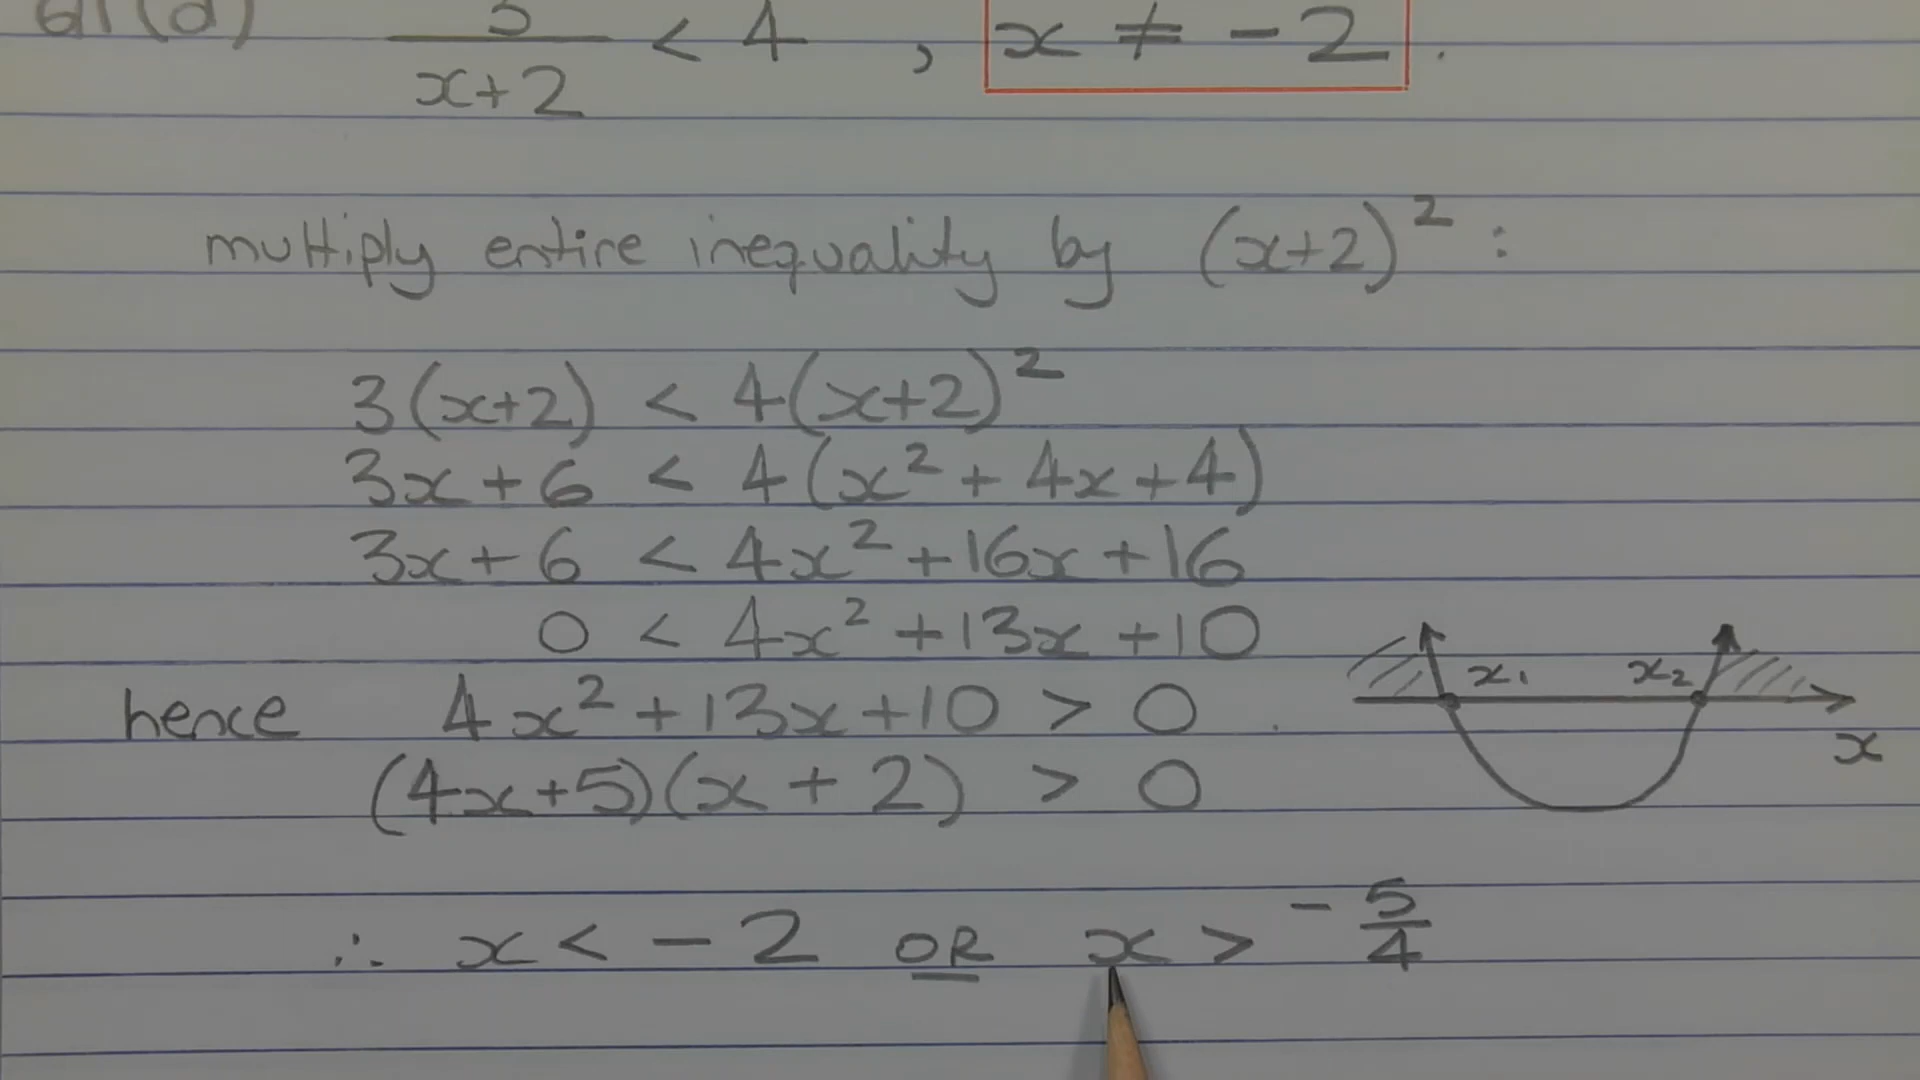 3/(x+2) < 4 , x ≠ -2 .
multiply entire inequality by (x+2)² :
3(x+2) < 4(x+2)²
3x + 6 < 4(x² + 4x + 4)
3x + 6 < 4x² + 16x + 16
0 < 4x² + 13x + 10
hence 4x² + 13x + 10 > 0
(4x+5)(x + 2) > 0
x₁ x₂
x
∴ x < -2 OR x > -5/4